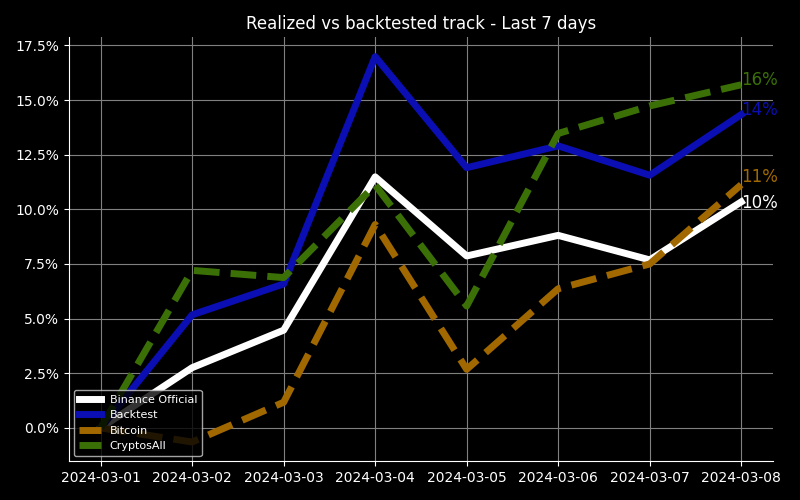 Realized vs backtested track - Last 7 days
17.5%
15.0%
12.5%
10.0%
7.5%
5.0%
2.5%
0.0%
16%
14%
11%
10%
Binance Official
Backtest
Bitcoin
CryptosAll
2024-03-01 2024-03-02 2024-03-03 2024-03-04 2024-03-05 2024-03-06 2024-03-07 2024-03-08